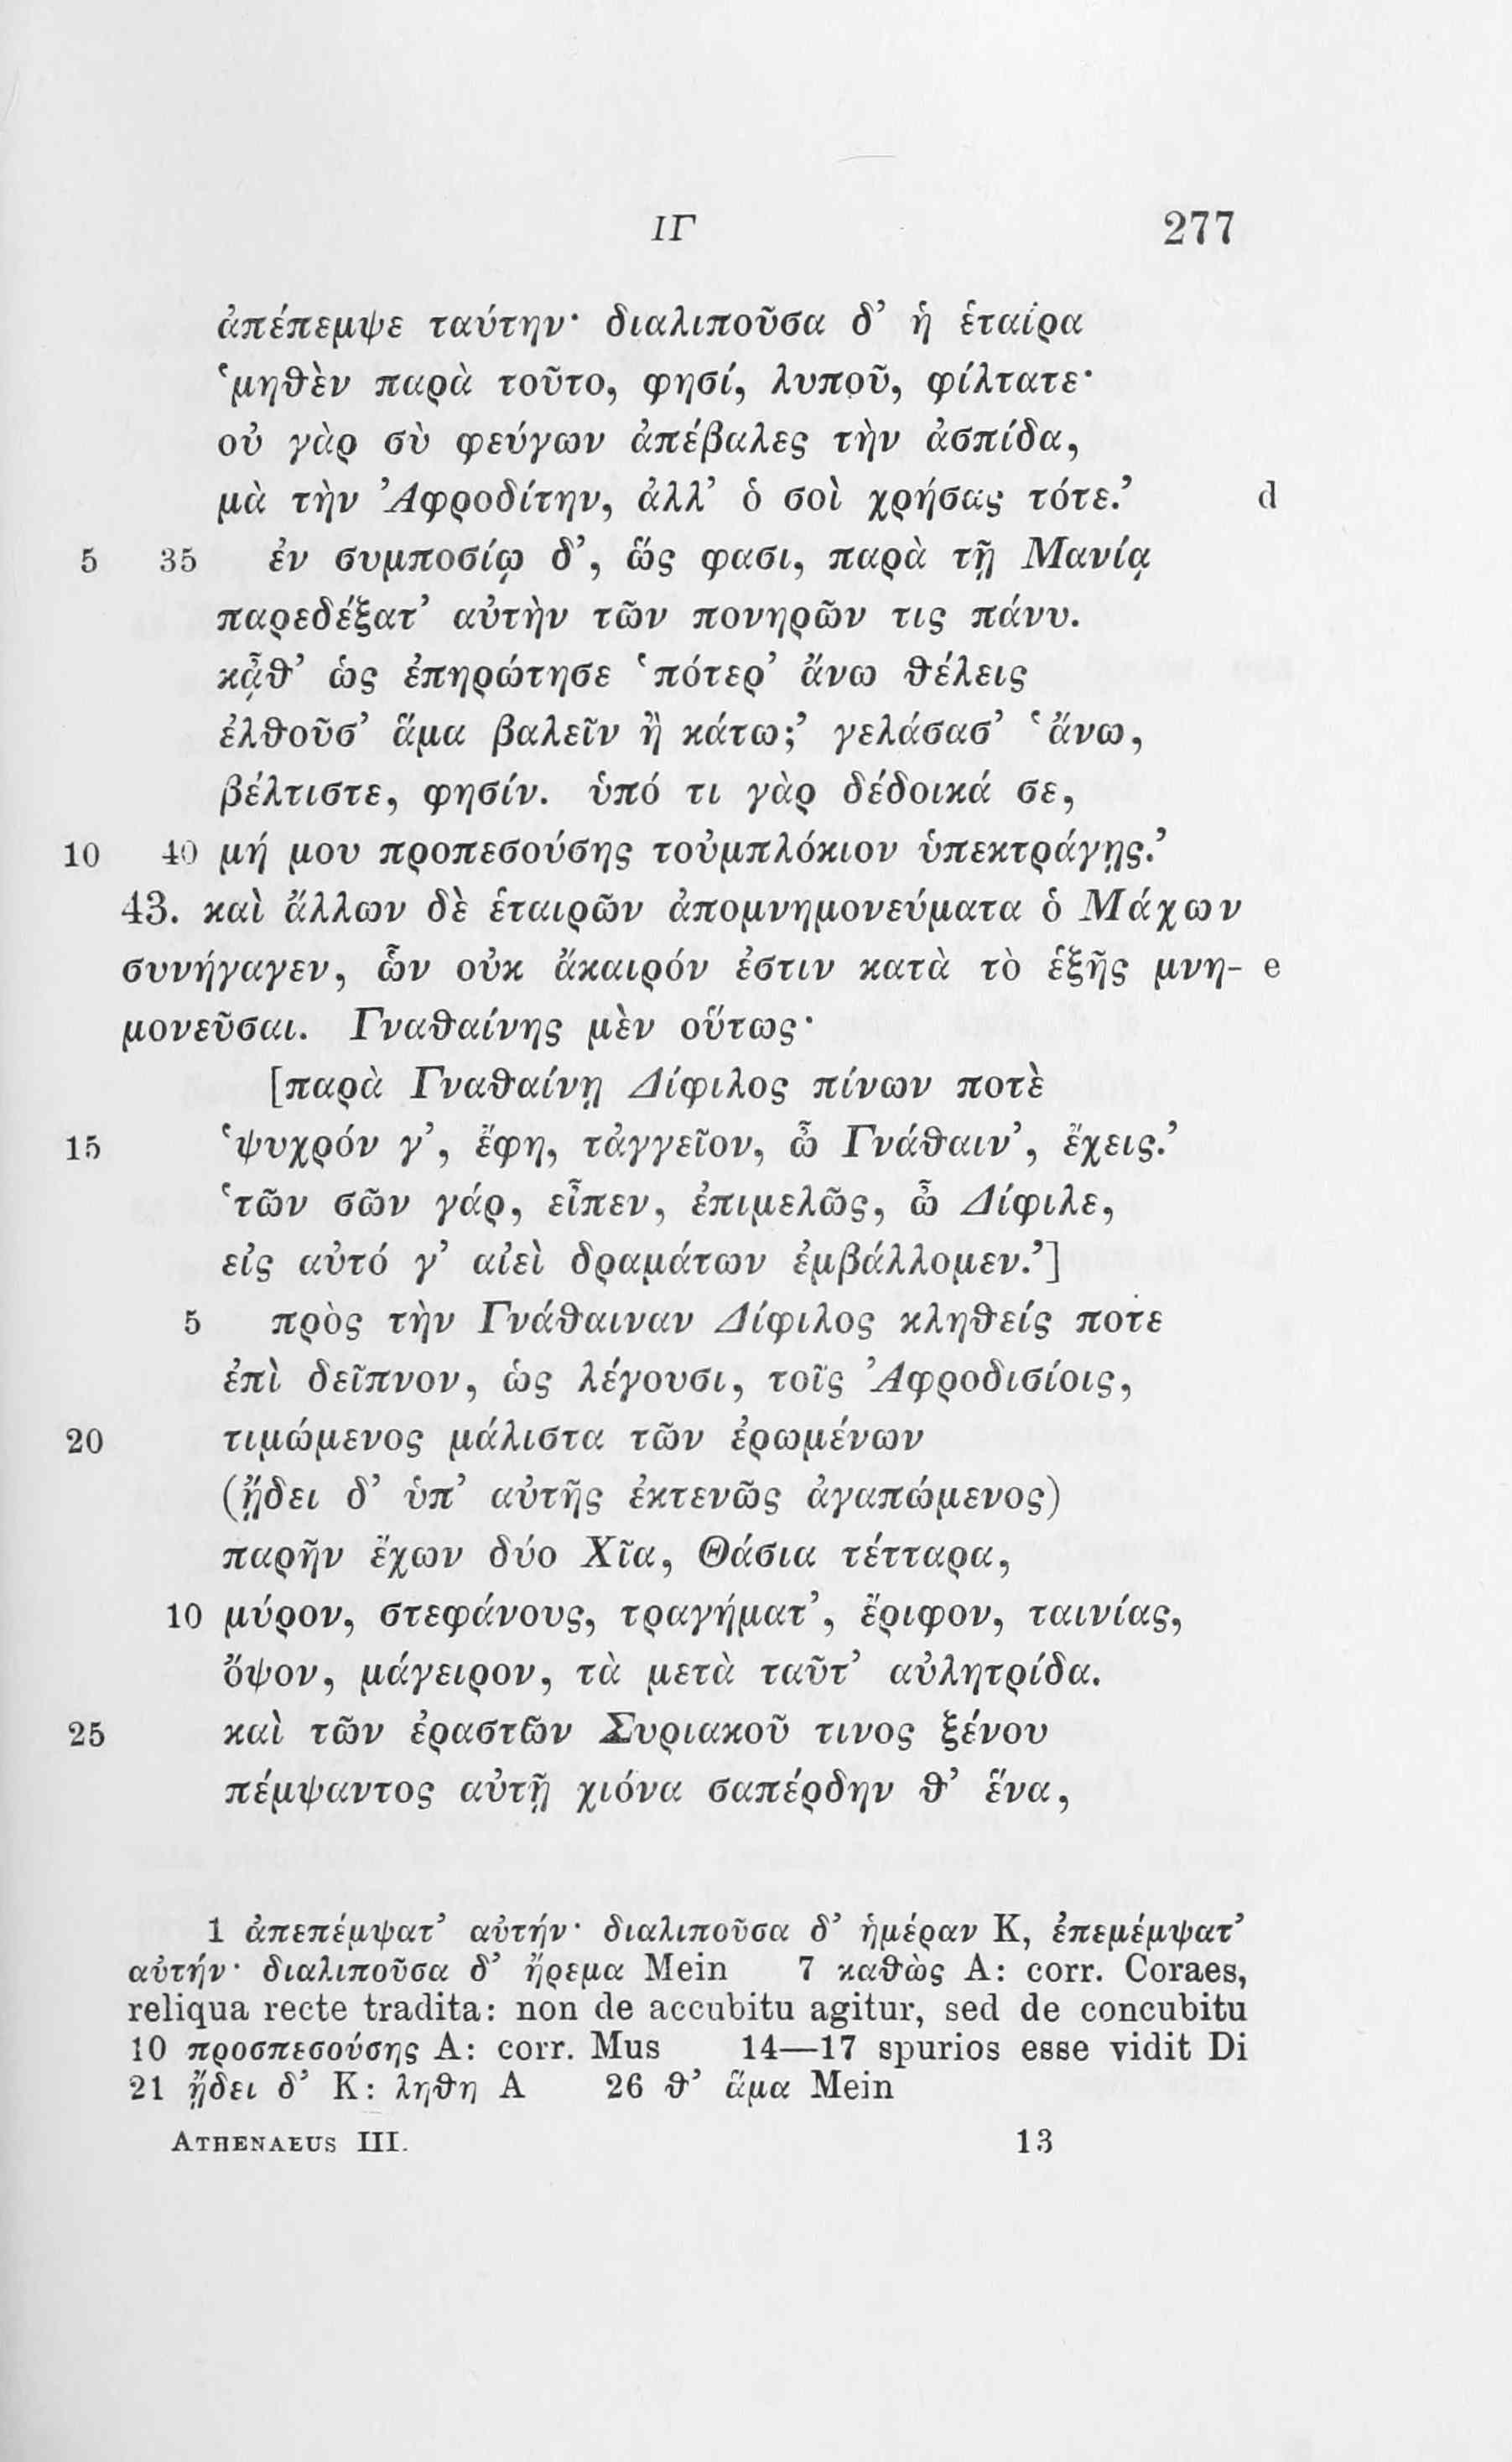 ΙΓ 277
ἀπέπεμψε ταύτην· διαλιποῦσα δ’ ἡ ἑταίρα
‘μηθὲν παρὰ τοῦτο, φησί, λυποῦ, φίλτατε·
οὐ γὰρ σὺ φεύγων ἀπέβαλες τὴν ἀσπίδα,
μὰ τὴν Ἀφροδίτην, ἀλλ’ ὁ σοὶ χρήσας τότε.’ d
5 35 ἐν συμποσίῳ δ’, ὥς φασι, παρὰ τῇ Μανίᾳ
παρεδέξατ’ αὐτὴν τῶν πονηρῶν τις πάνυ.
κᾆθ’ ὡς ἐπηρώτησε ‘πότερ’ ἄνω θέλεις
ἐλθοῦσ’ ἅμα βαλεῖν ἢ κάτω;’ γελάσασ’ ‘ἄνω,
βέλτιστε, φησίν. ὑπό τι γὰρ δέδοικά σε,
10 40 μή μου προπεσούσης τοὐμπλόκιον ὑπεκτράγῃς.’
43. καὶ ἄλλων δὲ ἑταιρῶν ἀπομνημονεύματα ὁ Μάχων
συνήγαγεν, ὧν οὐκ ἄκαιρόν ἐστιν κατὰ τὸ ἑξῆς μνη- e
μονεῦσαι. Γναθαίνης μὲν οὕτως·
[παρὰ Γναθαίνῃ Δίφιλος πίνων ποτὲ
15 ‘ψυχρόν γ’, ἔφη, τἀγγεῖον, ὦ Γνάθαιν’, ἔχεις.’
‘τῶν σῶν γάρ, εἶπεν, ἐπιμελῶς, ὦ Δίφιλε,
εἰς αὐτό γ’ αἰεὶ δραμάτων ἐμβάλλομεν.’]
5 πρὸς τὴν Γνάθαιναν Δίφιλος κληθείς ποτε
ἐπὶ δεῖπνον, ὡς λέγουσι, τοῖς Ἀφροδισίοις,
20 τιμώμενος μάλιστα τῶν ἐρωμένων
(ᾔδει δ’ ὑπ’ αὐτῆς ἐκτενῶς ἀγαπώμενος)
παρῆν ἔχων δύο Χῖα, Θάσια τέτταρα,
10 μύρον, στεφάνους, τραγήματ’, ἔριφον, ταινίας,
ὄψον, μάγειρον, τὰ μετὰ ταῦτ’ αὐλητρίδα.
25 καὶ τῶν ἐραστῶν Συριακοῦ τινος ξένου
πέμψαντος αὐτῇ χιόνα σαπέρδην θ’ ἕνα,
1 ἀπεπέμψατ’ αὐτήν· διαλιποῦσα δ’ ἡμέραν K, ἐπεμέμψατ’
αὐτήν· διαλιποῦσα δ’ ἤρεμα Mein 7 καθὼς A: corr. Coraes,
reliqua recte tradita: non de accubitu agitur, sed de concubitu
10 προσπεσούσης A: corr. Mus 14—17 spurios esse vidit Di
21 ᾔδει δ’ K: ληθη A 26 θ’ ἅμα Mein
ATHENAEUS III. 13